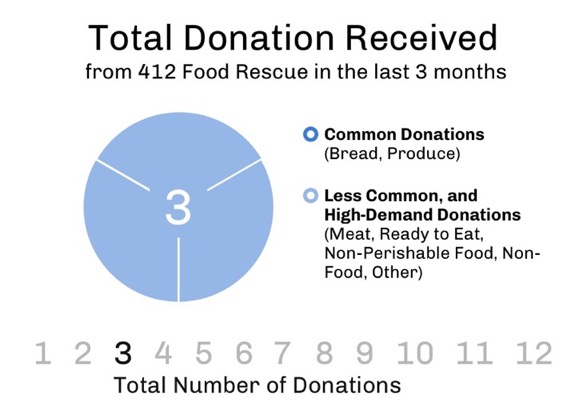 Total Donation Received
from 412 Food Rescue in the last 3 months
3
Common Donations
(Bread, Produce)
Less Common, and
High-Demand Donations
(Meat, Ready to Eat,
Non-Perishable Food, Non-
Food, Other)
1 2 3 4 5 6 7 8 9 10 11 12
Total Number of Donations